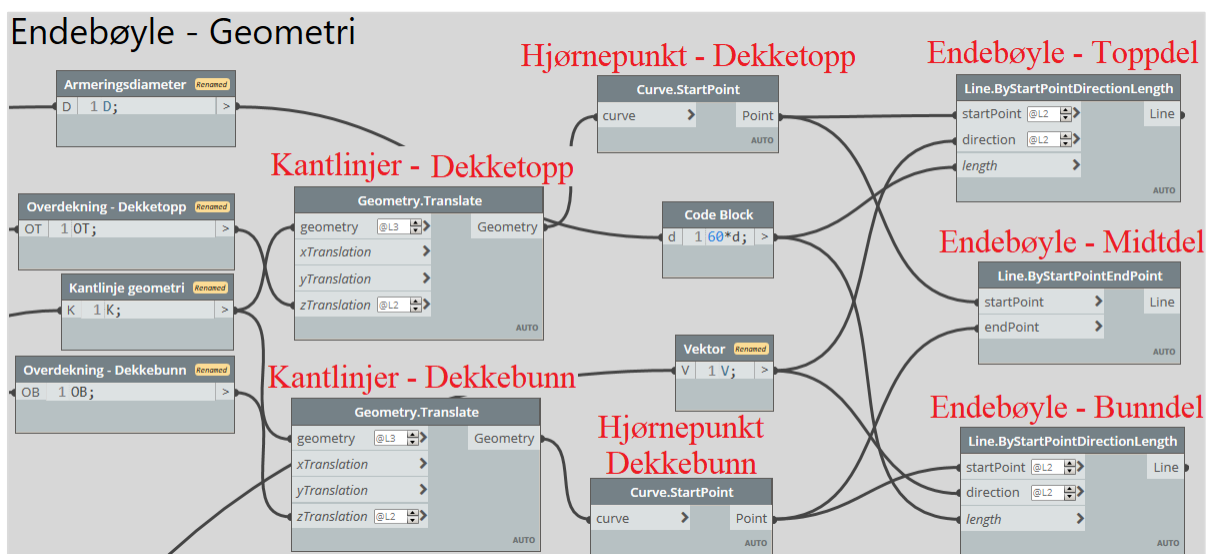 Endebøyle - Geometri
Armeringsdiameter Renamed
D 1 D; >
Overdekning - Dekketopp Renamed
OT 1 OT; >
Kantlinje geometri Renamed
K 1 K; >
Overdekning - Dekkebunn Renamed
OB 1 OB; >
Kantlinjer - Dekketopp
Geometry.Translate
geometry @L3 > Geometry
xTranslation >
yTranslation >
zTranslation @L2 >
AUTO
Kantlinjer - Dekkebunn
Geometry.Translate
geometry @L3 > Geometry
xTranslation >
yTranslation >
zTranslation @L2 >
AUTO
Hjørnepunkt - Dekketopp
Curve.StartPoint
curve > Point
AUTO
Code Block
d 1 60*d; >
Vektor Renamed
V 1 V; >
Hjørnepunkt
Dekkebunn
Curve.StartPoint
curve > Point
AUTO
Endebøyle - Toppdel
Line.ByStartPointDirectionLength
startPoint @L2 > Line
direction @L2 >
length >
AUTO
Endebøyle - Midtdel
Line.ByStartPointEndPoint
startPoint > Line
endPoint >
AUTO
Endebøyle - Bunndel
Line.ByStartPointDirectionLength
startPoint @L2 > Line
direction @L2 >
length >
AUTO